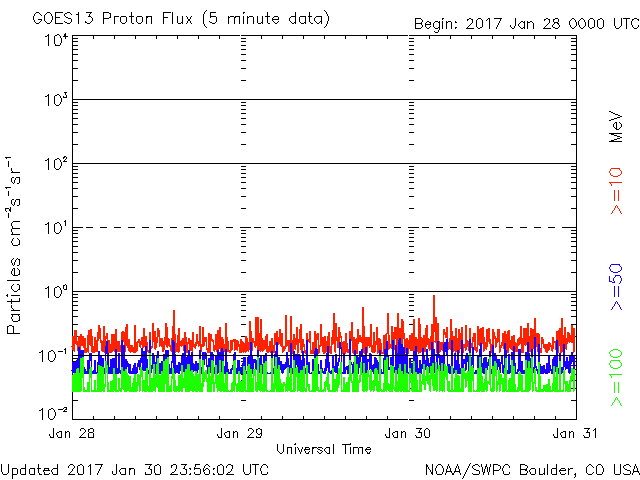 GOES13 Proton Flux (5 minute data)
Begin: 2017 Jan 28 0000 UTC
Particles cm⁻²s⁻¹sr⁻¹
10⁴
10³
10²
10¹
10⁰
10⁻¹
10⁻²
MeV
>=10
>=50
>=100
Jan 28
Jan 29
Jan 30
Jan 31
Universal Time
Updated 2017 Jan 30 23:56:02 UTC
NOAA/SWPC Boulder, CO USA